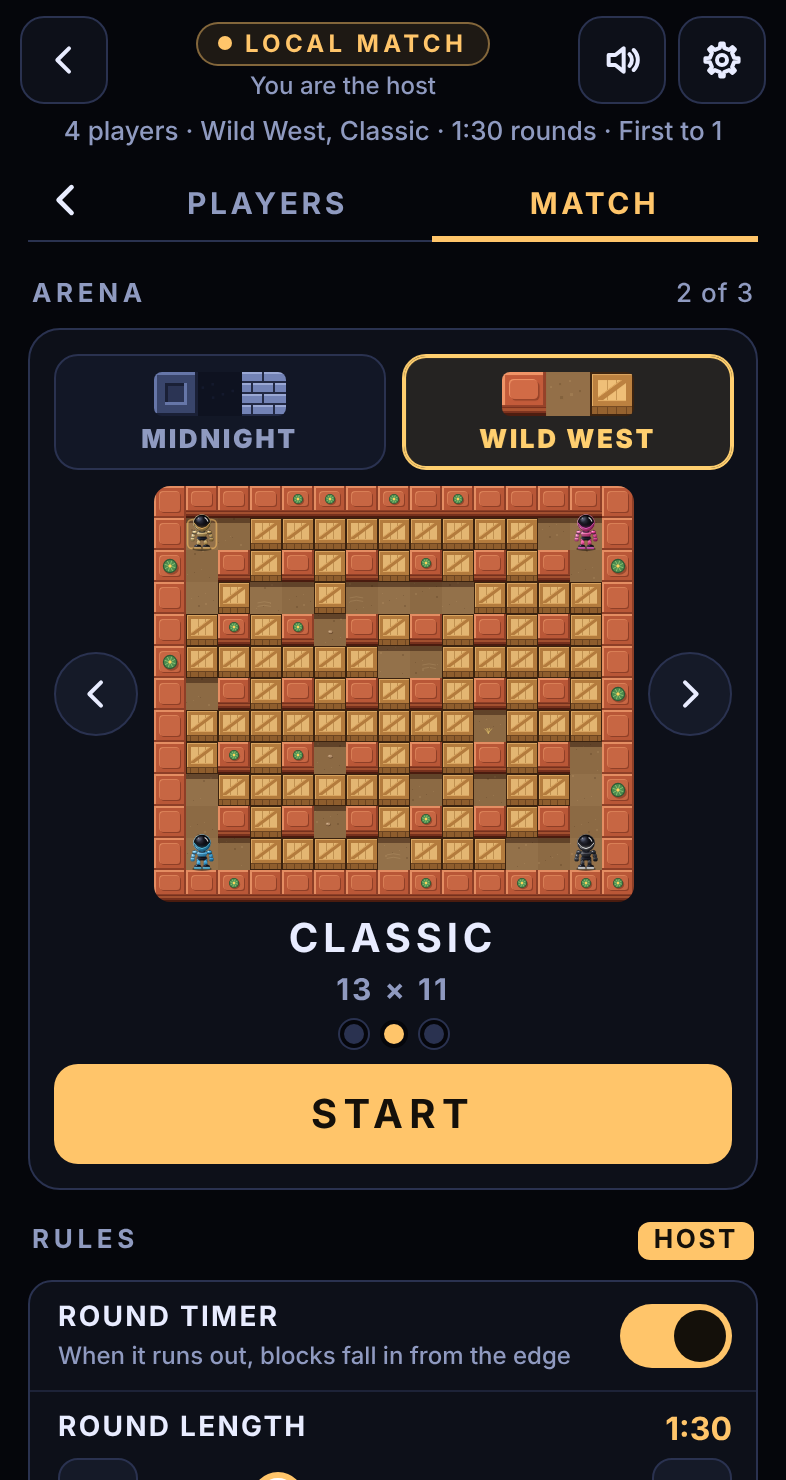 LOCAL MATCH
You are the host
4 players · Wild West, Classic · 1:30 rounds · First to 1
PLAYERS
MATCH
ARENA
2 of 3
MIDNIGHT
WILD WEST
CLASSIC
13 × 11
START
RULES
HOST
ROUND TIMER
When it runs out, blocks fall in from the edge
ROUND LENGTH
1:30